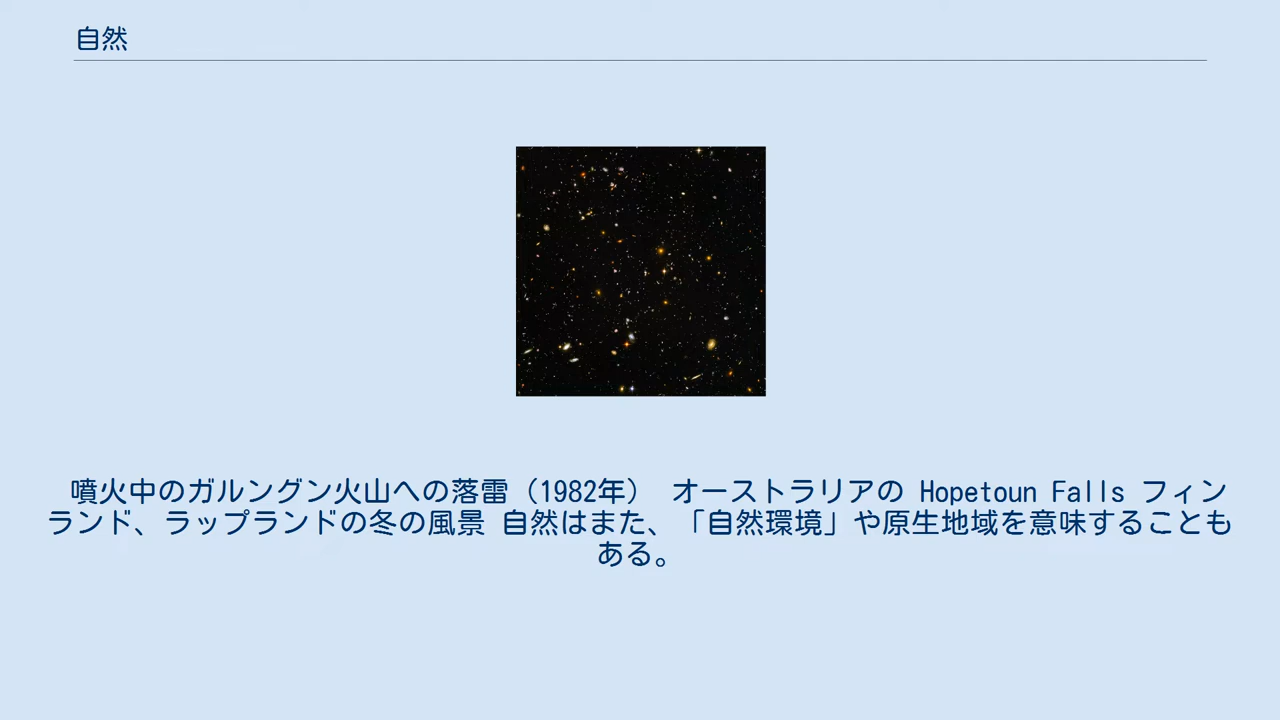 自然
噴火中のガルングン火山への落雷（1982年） オーストラリアの Hopetoun Falls フィン
ランド、ラップランドの冬の風景 自然はまた、「自然環境」や原生地域を意味することも
ある。